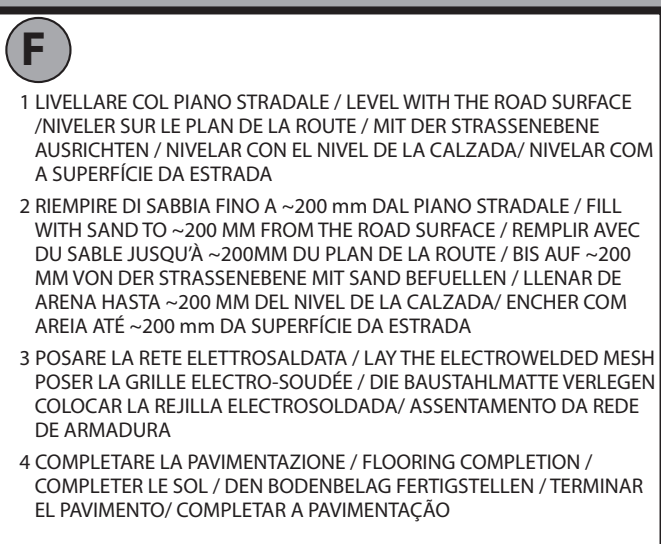 F
1 LIVELLARE COL PIANO STRADALE / LEVEL WITH THE ROAD SURFACE
/NIVELER SUR LE PLAN DE LA ROUTE / MIT DER STRASSENEBENE
AUSRICHTEN / NIVELAR CON EL NIVEL DE LA CALZADA/ NIVELAR COM
A SUPERFÍCIE DA ESTRADA
2 RIEMPIRE DI SABBIA FINO A ~200 mm DAL PIANO STRADALE / FILL
WITH SAND TO ~200 MM FROM THE ROAD SURFACE / REMPLIR AVEC
DU SABLE JUSQU'À ~200MM DU PLAN DE LA ROUTE / BIS AUF ~200
MM VON DER STRASSENEBENE MIT SAND BEFUELLEN / LLENAR DE
ARENA HASTA ~200 MM DEL NIVEL DE LA CALZADA/ ENCHER COM
AREIA ATÉ ~200 mm DA SUPERFÍCIE DA ESTRADA
3 POSARE LA RETE ELETTROSALDATA / LAY THE ELECTROWELDED MESH
POSER LA GRILLE ELECTRO-SOUDÉE / DIE BAUSTAHLMATTE VERLEGEN
COLOCAR LA REJILLA ELECTROSOLDADA/ ASSENTAMENTO DA REDE
DE ARMADURA
4 COMPLETARE LA PAVIMENTAZIONE / FLOORING COMPLETION /
COMPLETER LE SOL / DEN BODENBELAG FERTIGSTELLEN / TERMINAR
EL PAVIMENTO/ COMPLETAR A PAVIMENTAÇÃO